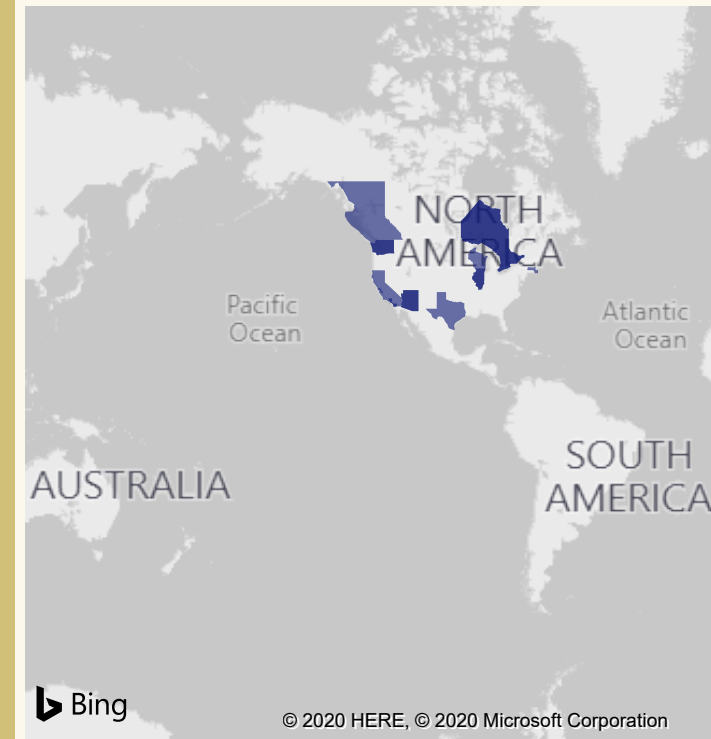 NORTH
AMERICA
Pacific
Ocean
Atlantic
Ocean
SOUTH
AMERICA
AUSTRALIA
Bing
© 2020 HERE, © 2020 Microsoft Corporation